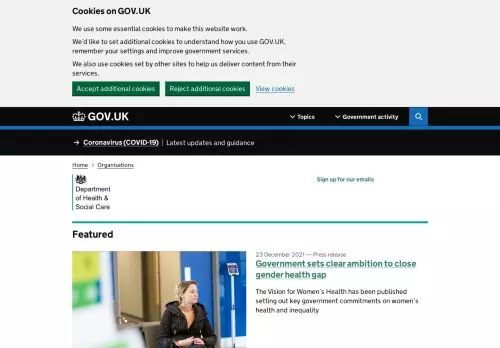 Cookies on GOV.UK
We use some essential cookies to make this website work.
We'd like to set additional cookies to understand how you use GOV.UK,
remember your settings and improve government services.
We also use cookies set by other sites to help us deliver content from their
services.
Accept additional cookies Reject additional cookies View cookies
GOV.UK Topics Government activity
→ Coronavirus (COVID-19) Latest updates and guidance
Home > Organisations
Department
of Health &
Social Care
Sign up for our emails
Featured
23 December 2021 — Press release
Government sets clear ambition to close
gender health gap
The Vision for Women's Health has been published
setting out key government commitments on women's
health and inequality